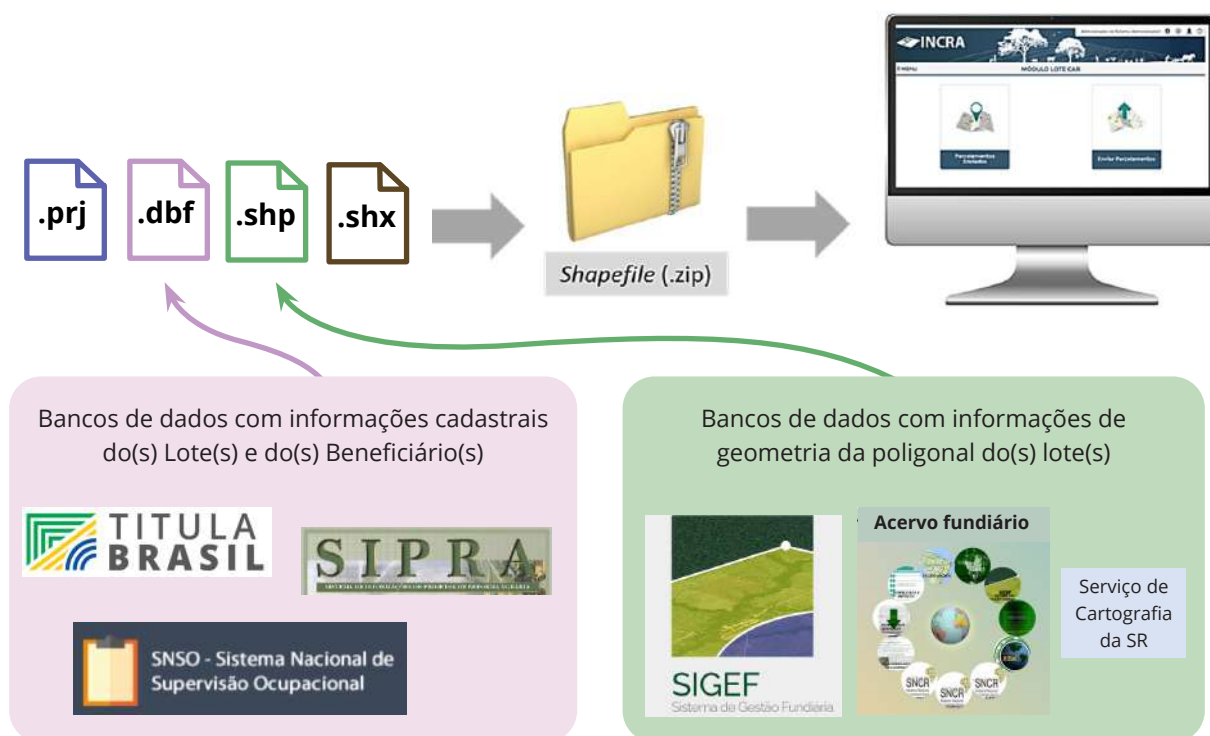 INCRA
MÓDULO LOTE CAR
Parcelamentos
Enviados
Enviar Parcelamentos
.prj
.dbf
.shp
.shx
Shapefile (.zip)
Bancos de dados com informações cadastrais
do(s) Lote(s) e do(s) Beneficiário(s)
TITULA
BRASIL
SIPRA
SNSO - Sistema Nacional de
Supervisão Ocupacional
Bancos de dados com informações de
geometria da poligonal do(s) lote(s)
SIGEF
Sistema de Gestão Fundiária
Acervo fundiário
SNCR
SNCR
SNCR
Serviço de
Cartografia
da SR